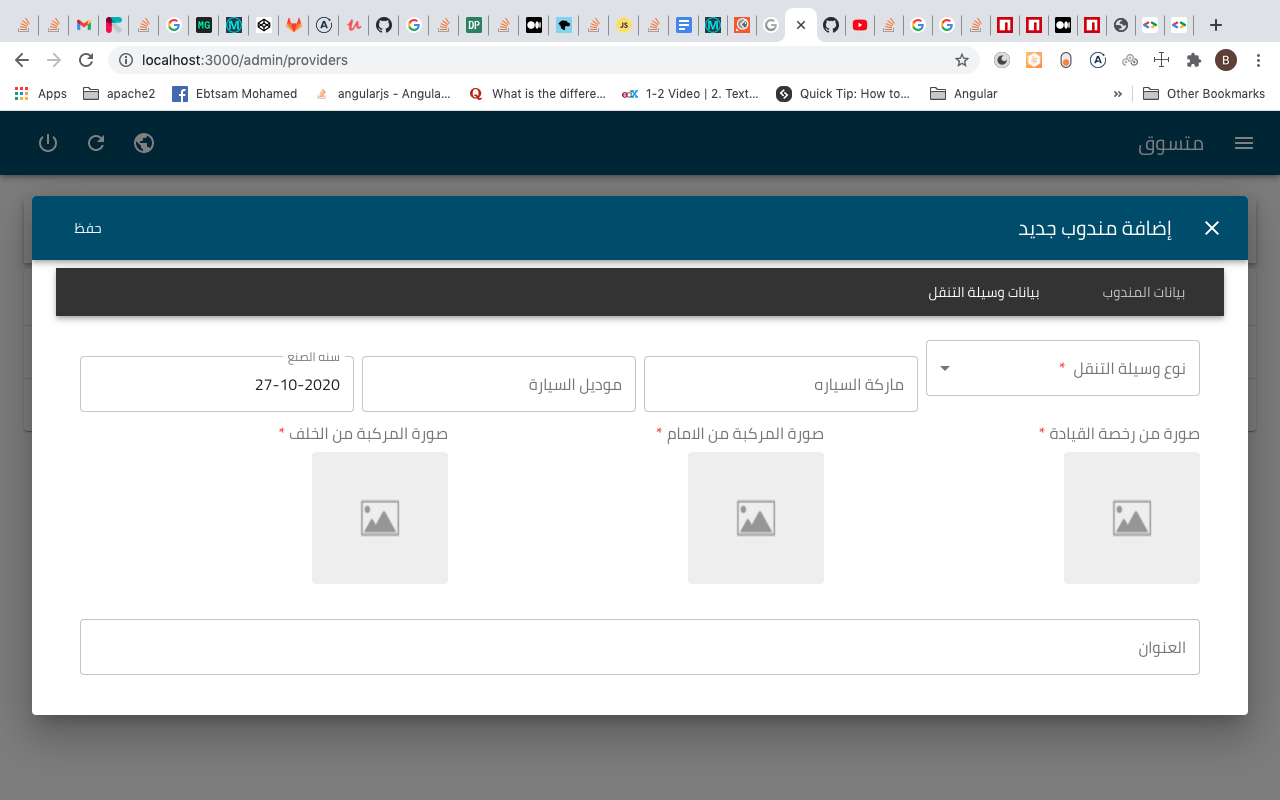 localhost:3000/admin/providers
B
Apps
apache2
Ebtsam Mohamed
angularjs - Angula...
What is the differe...
1-2 Video | 2. Text...
Quick Tip: How to...
Angular
»
Other Bookmarks
متسوق
إضافة مندوب جديد
حفظ
بيانات المندوب
بيانات وسيلة التنقل
نوع وسيلة التنقل *
ماركة السياره
موديل السيارة
سنه الصنع
27-10-2020
صورة من رخصة القيادة *
صورة المركبة من الامام *
صورة المركبة من الخلف *
العنوان